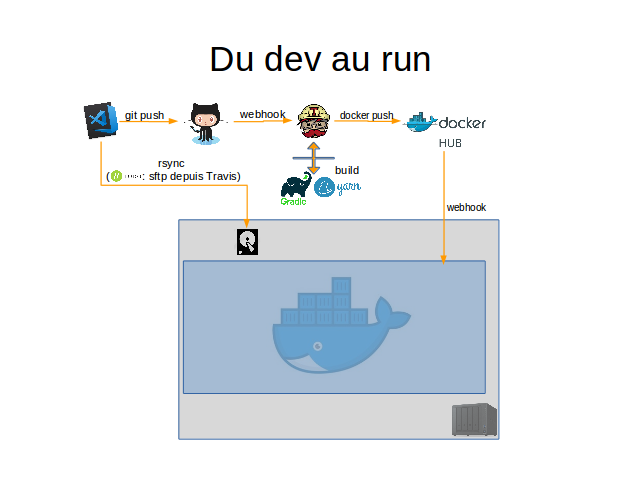 Du dev au run
git push
webhook
docker push
docker
HUB
build
Gradle
yarn
rsync
( : sftp depuis Travis)
webhook